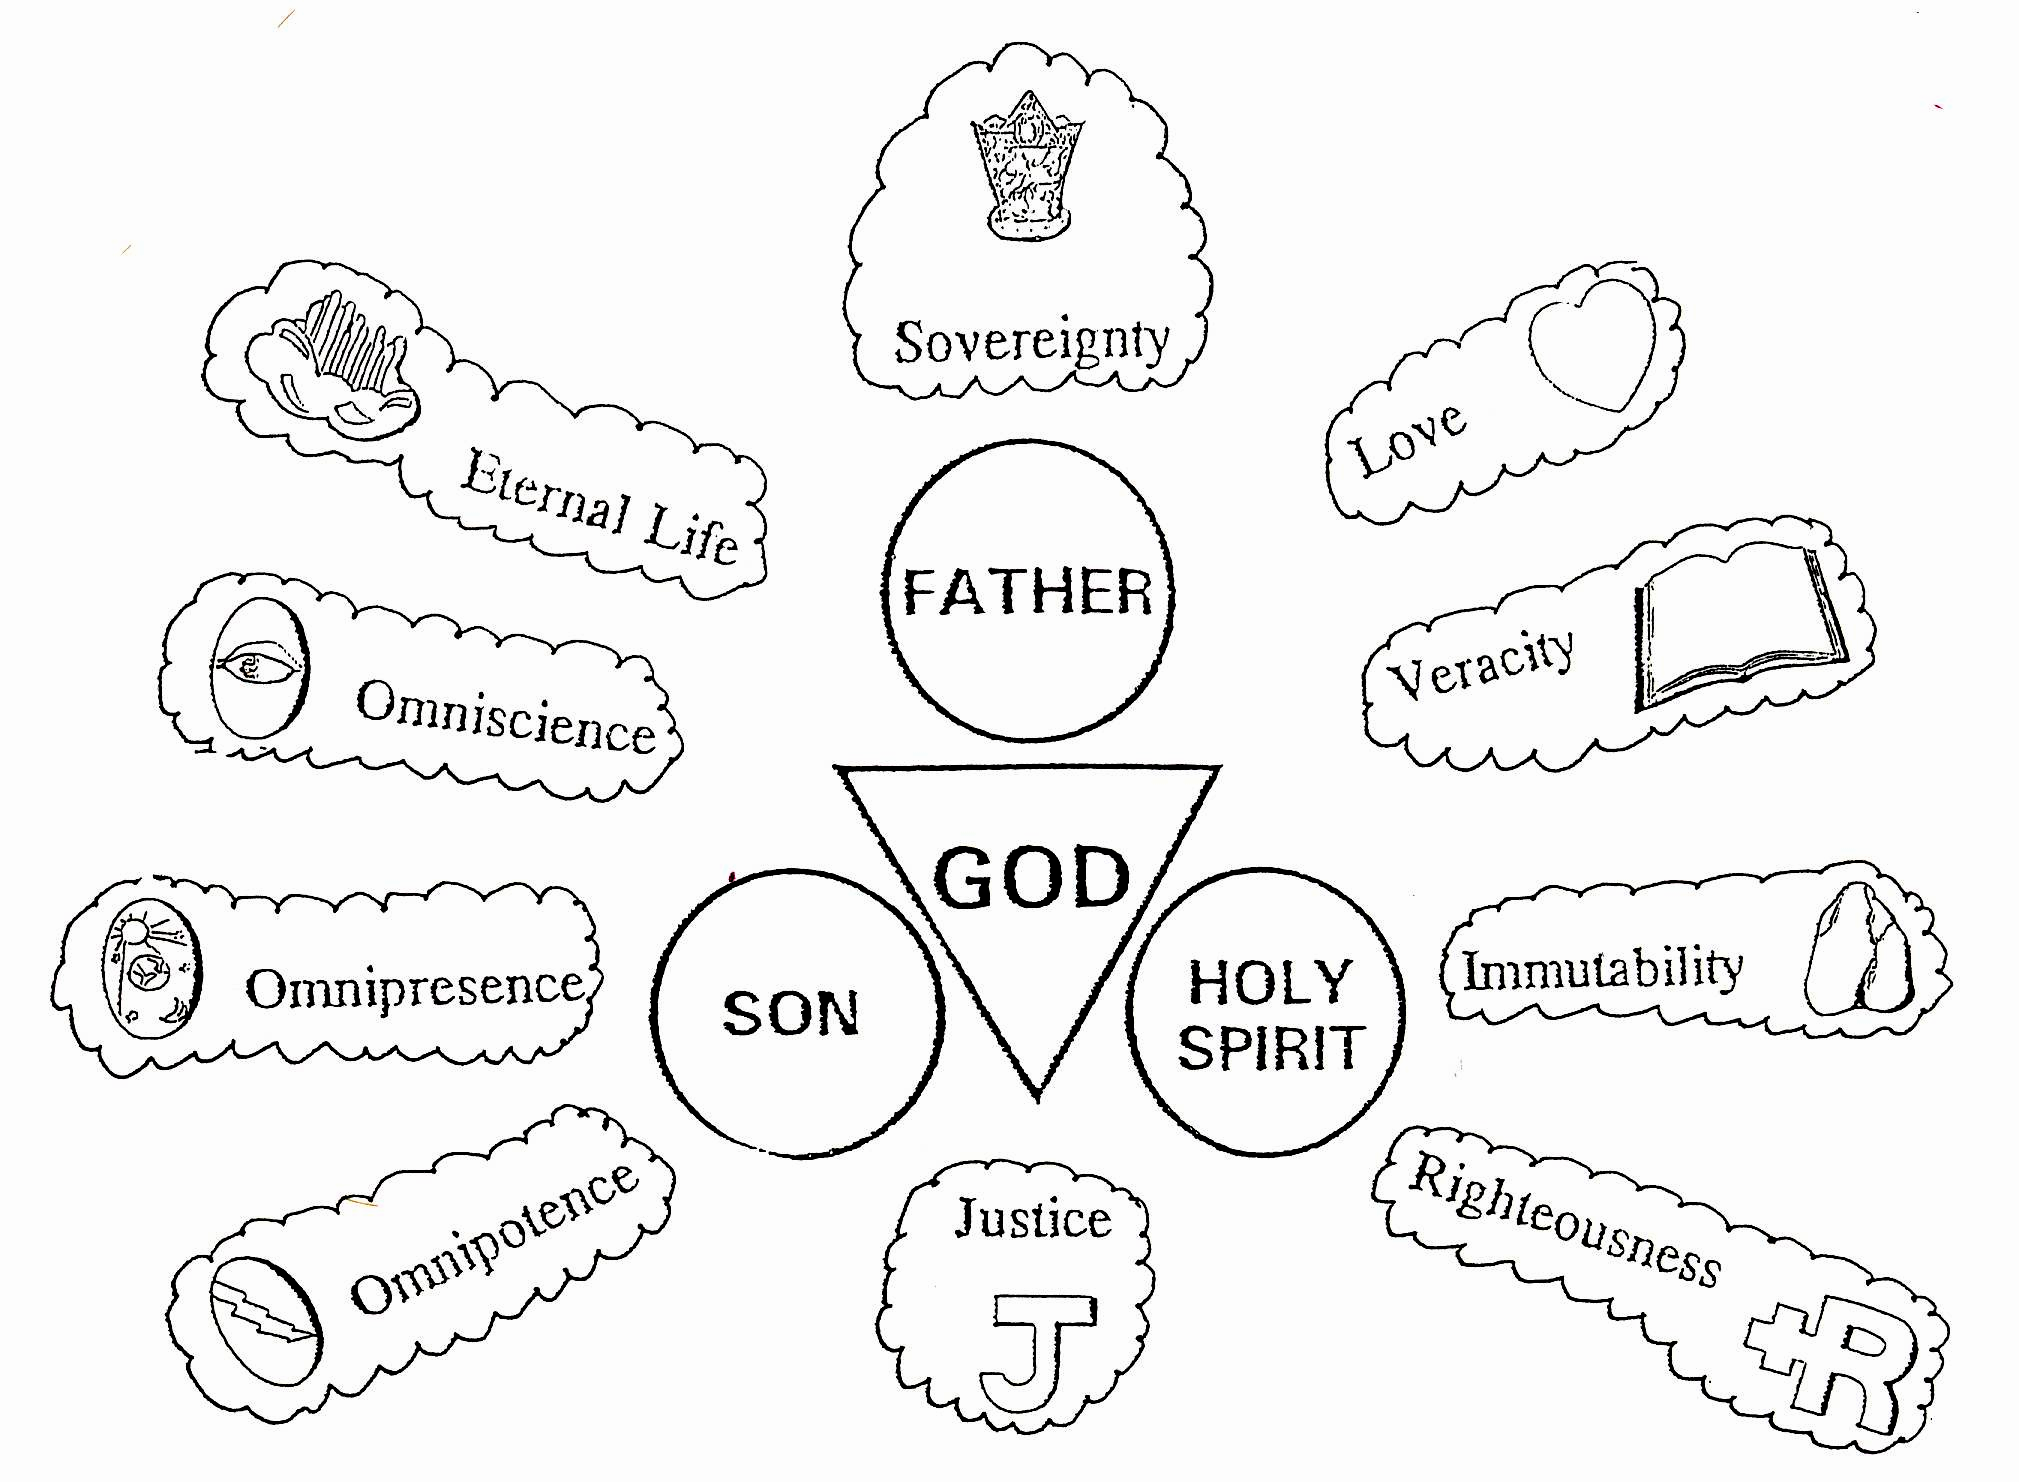 Sovereignty
Eternal Life
Love
FATHER
Omniscience
Veracity
GOD
Omnipresence
SON
HOLY
SPIRIT
Immutability
Omnipotence
Justice
J
Righteousness
+R